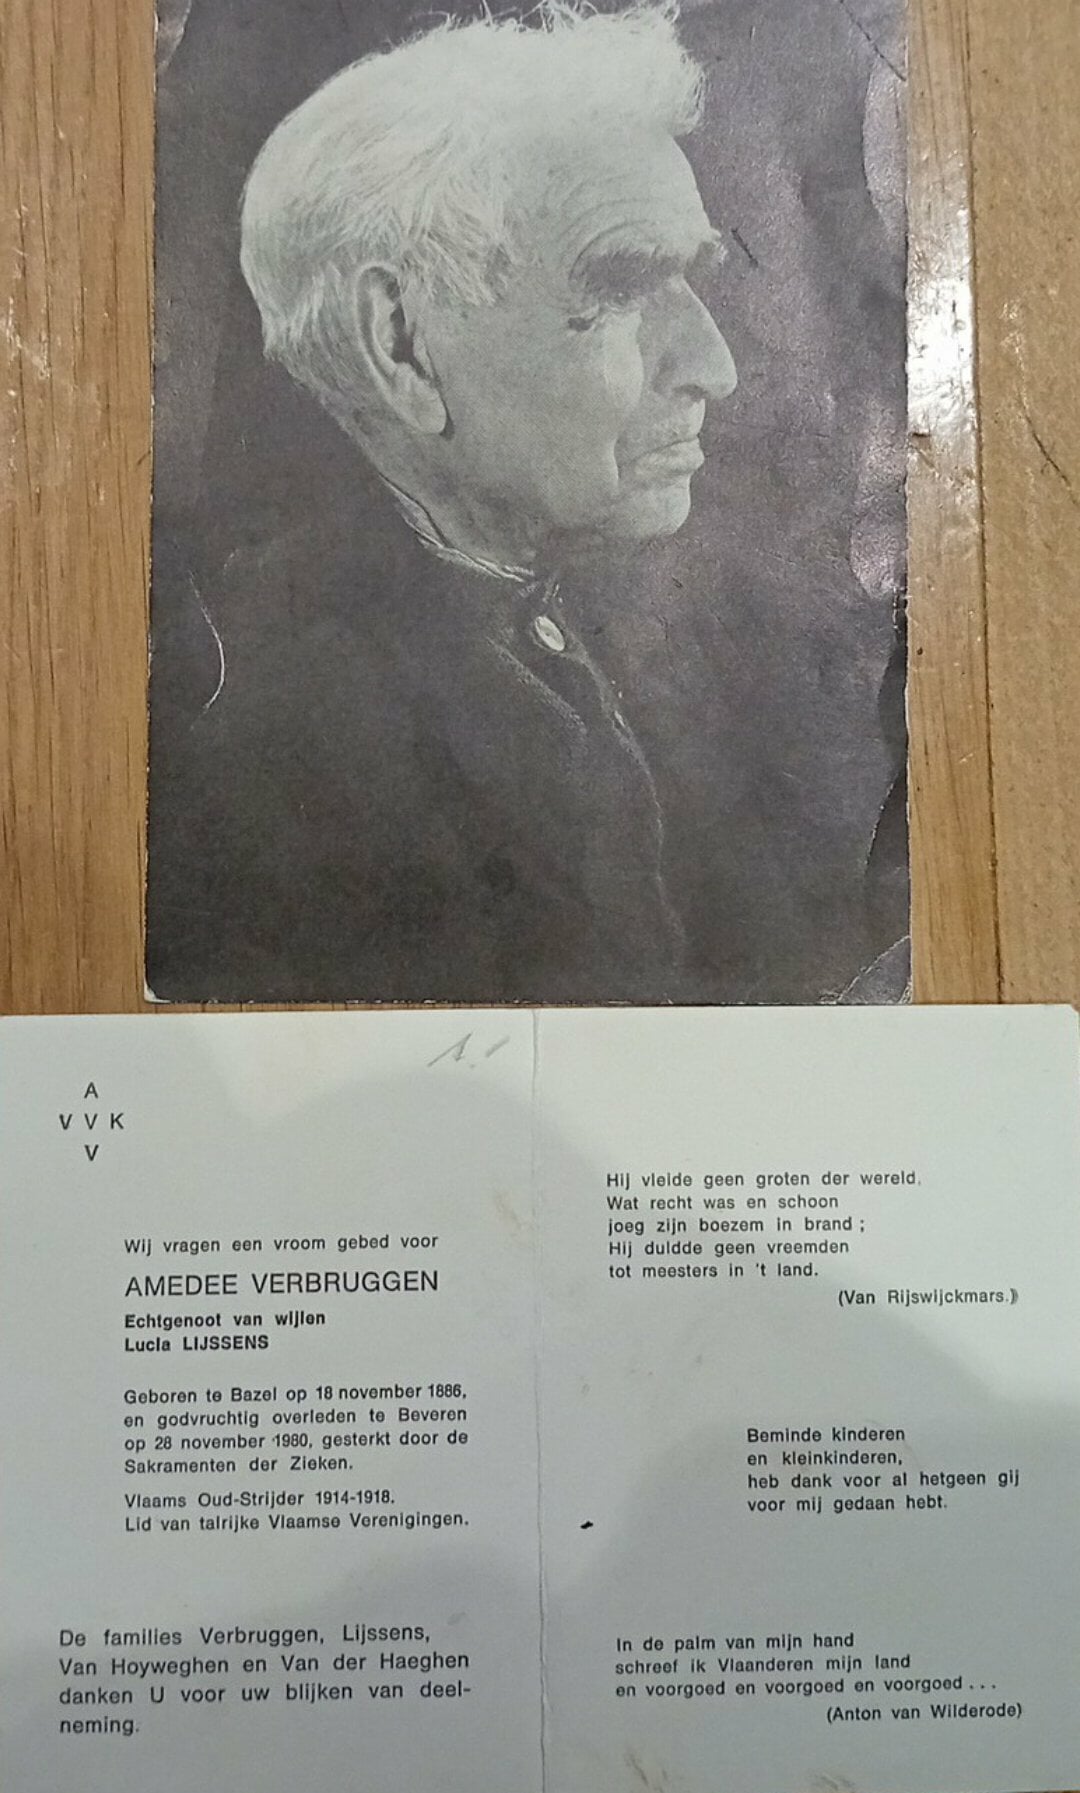 A
V V K
V
Wij vragen een vroom gebed voor
AMEDEE VERBRUGGEN
Echtgenoot van wijlen
Lucia LIJSSENS
Geboren te Bazel op 18 november 1886,
en godvruchtig overleden te Beveren
op 28 november 1980, gesterkt door de
Sakramenten der Zieken.
Vlaams Oud-Strijder 1914-1918.
Lid van talrijke Vlaamse Verenigingen.
De families Verbruggen, Lijssens,
Van Hoyweghen en Van der Haeghen
danken U voor uw blijken van deel-
neming.
Hij vleide geen groten der wereld,
Wat recht was en schoon
joeg zijn boezem in brand ;
Hij duldde geen vreemden
tot meesters in 't land.
(Van Rijswijckmars.)
Beminde kinderen
en kleinkinderen,
heb dank voor al hetgeen gij
voor mij gedaan hebt.
In de palm van mijn hand
schreef ik Vlaanderen mijn land
en voorgoed en voorgoed en voorgoed . . .
(Anton van Wilderode)